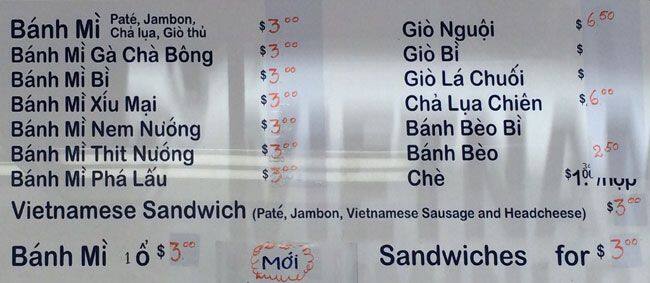 Bánh Mì Paté, Jambon, Chả lụa, Giò thủ $3.00
Bánh Mì Gà Chà Bông $3.00
Bánh Mì Bì $3.00
Bánh Mì Xíu Mại $3.00
Bánh Mì Nem Nướng $3.00
Bánh Mì Thit Nướng $3.00
Bánh Mì Phá Lấu $3.00
Giò Nguội $6.50
Giò Bì $
Giò Lá Chuối $
Chả Lụa Chiên $6.00
Bánh Bèo Bì
Bánh Bèo 2.50
Chè
Vietnamese Sandwich (Paté, Jambon, Vietnamese Sausage and Headcheese) $3.00
Bánh Mì 1 ổ $3.00 Mới Sandwiches for $3.00